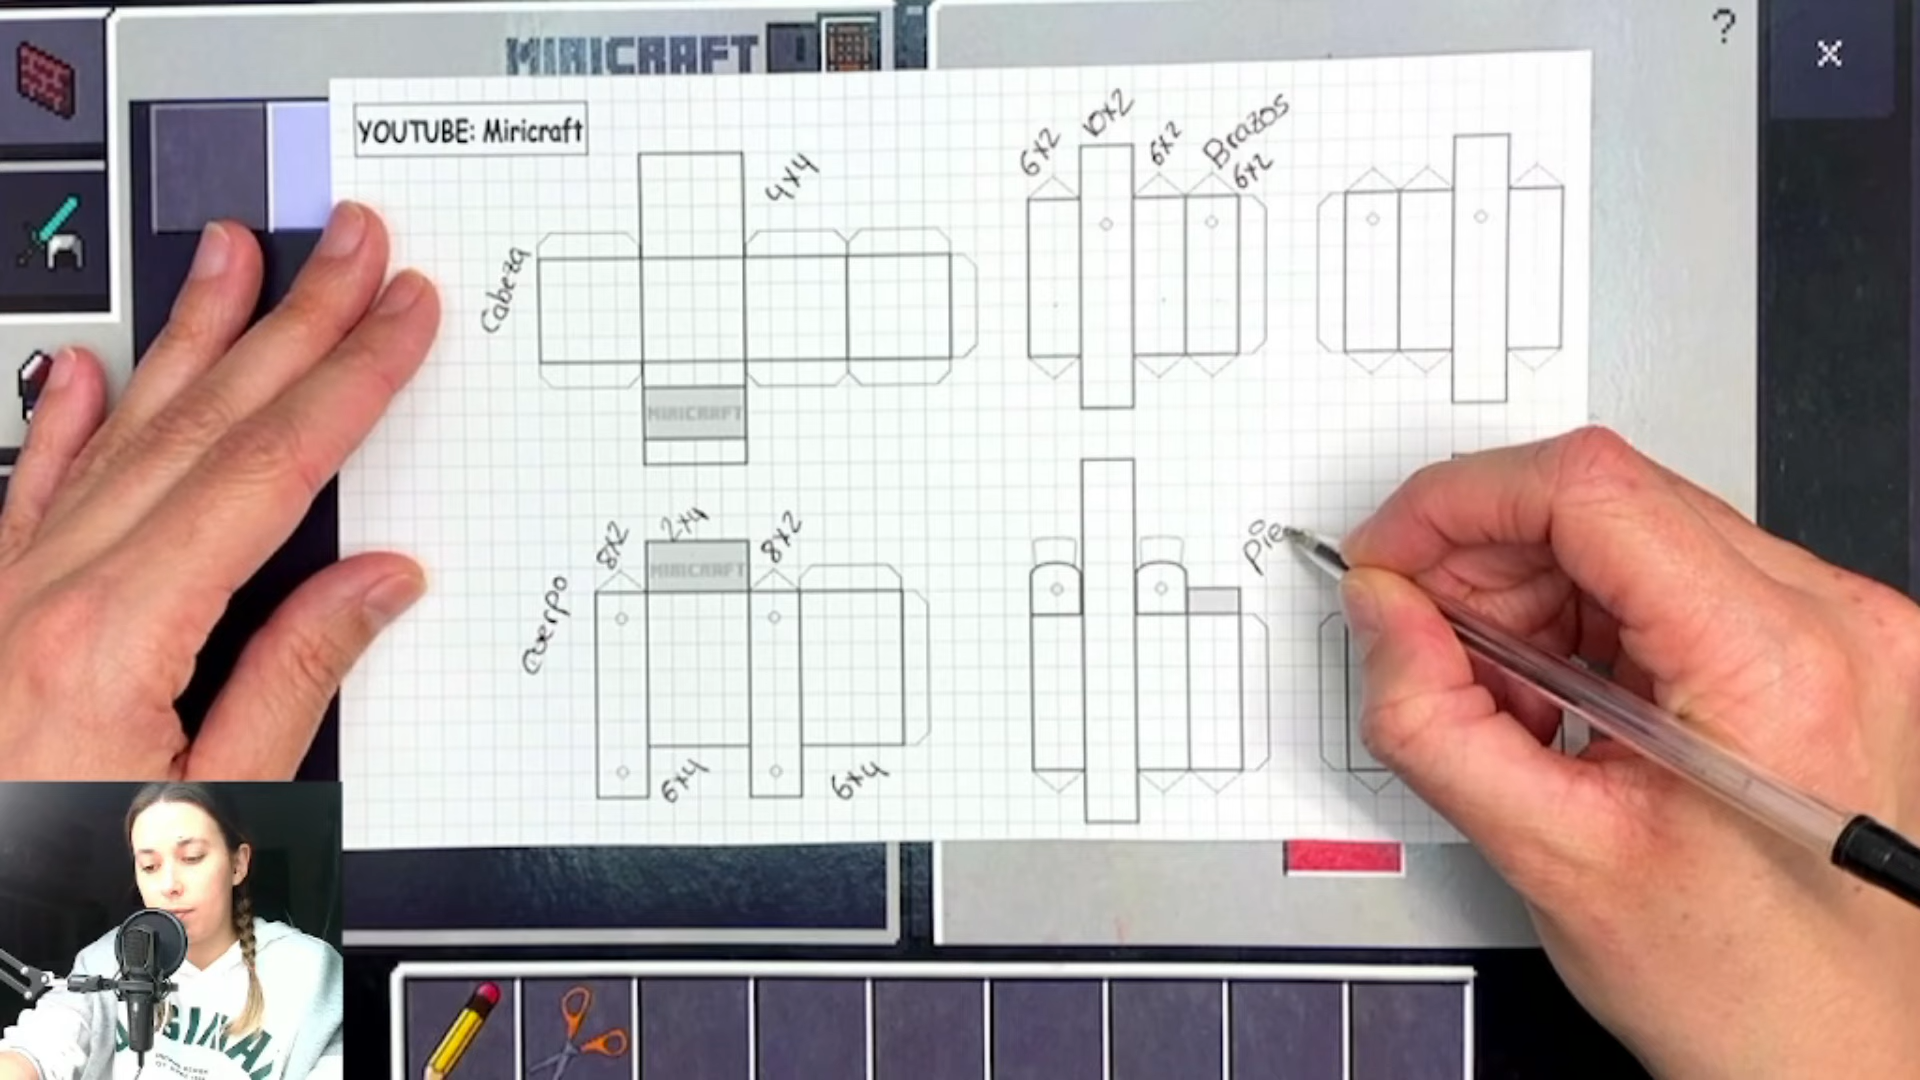 MIRICRAFT
?
X
YOUTUBE: Miricraft
Cabeza
4x4
6x2
10x2
6x2
Brazos
6x2
MIRICRAFT
Cuerpo
8x2
2x4
8x2
MIRICRAFT
6x4
6x4
Pie